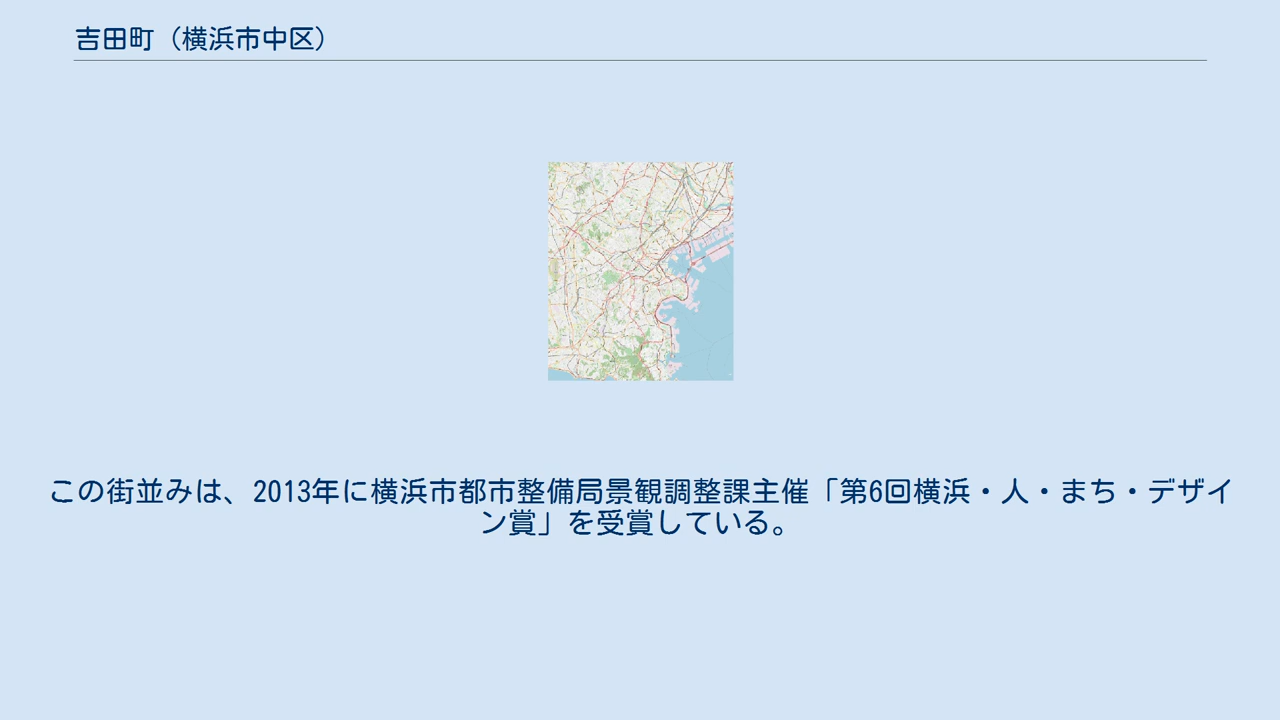 吉田町（横浜市中区）
この街並みは、2013年に横浜市都市整備局景観調整課主催「第6回横浜・人・まち・デザイ
ン賞」を受賞している。